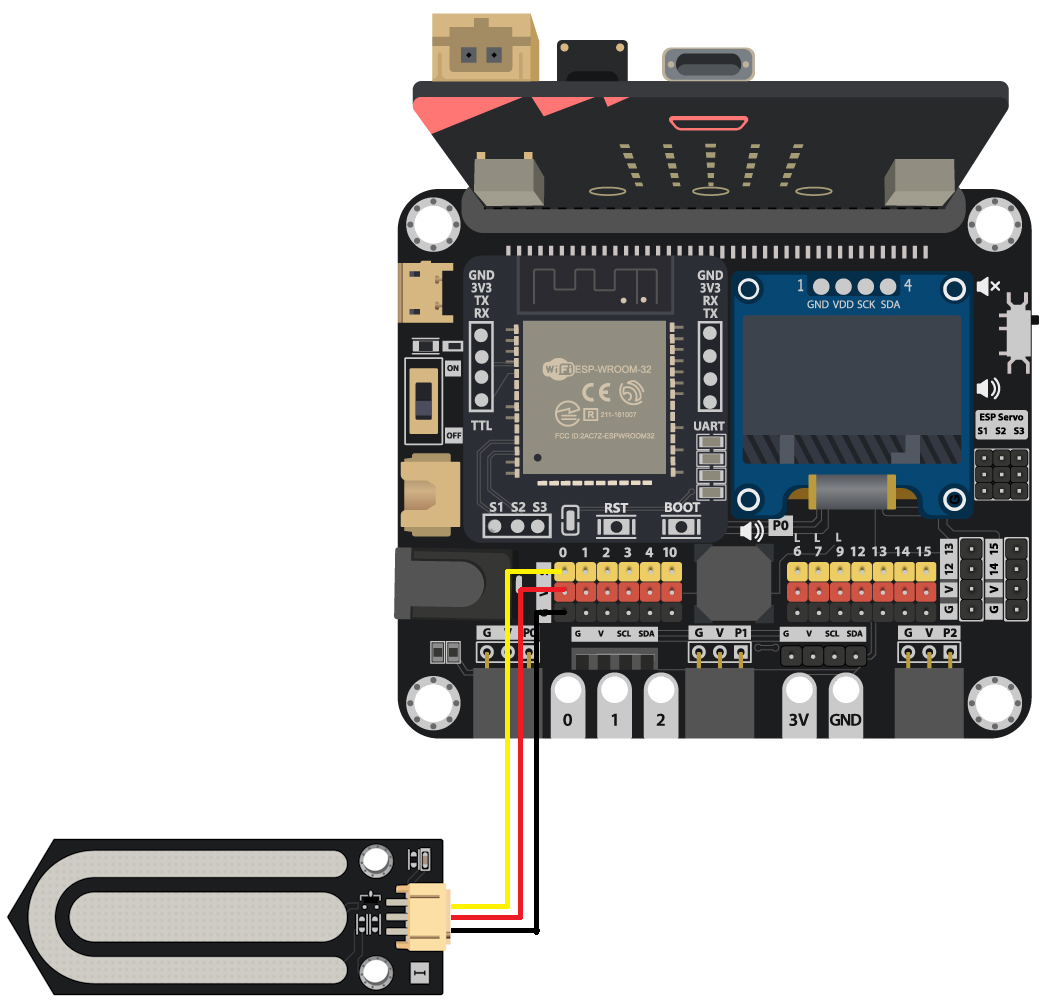 GND
3V3
TX
RX
TTL
GND
3V3
RX
TX
UART
1 4
GND VDD SCK SDA
WiFi ESP-WROOM-32
CE
R 211-161007
FCC ID:2AC7Z-ESPWROOM32
ON
OFF
ESP Servo
S1 S2 S3
S1 S2 S3
RST
BOOT
P0
0 1 2 3 4 10
L L L
6 7 9 12 13 14 15
13
12
V
G
15
14
V
G
G V P0
G V SCL SDA
G V P1
G V SCL SDA
G V P2
0 1 2 3V GND
I